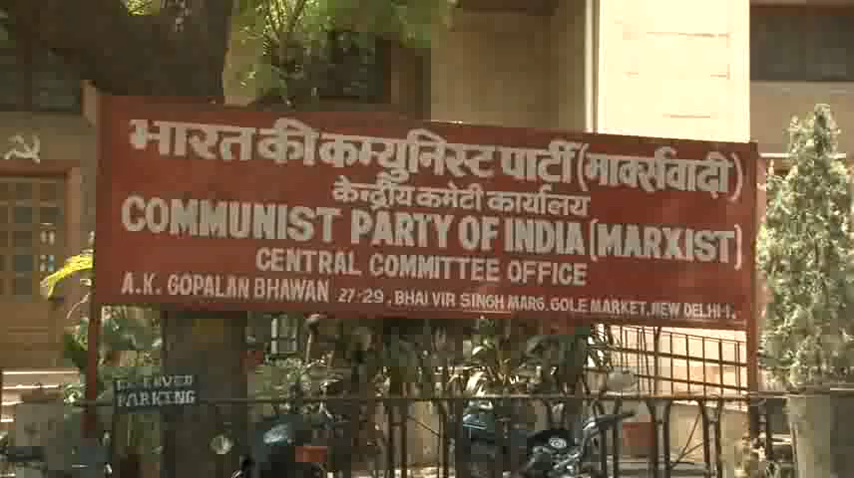 भारत की कम्युनिस्ट पार्टी (मार्क्सवादी)
केन्द्रीय कमेटी कार्यालय
COMMUNIST PARTY OF INDIA (MARXIST)
CENTRAL COMMITTEE OFFICE
A.K. GOPALAN BHAWAN 27-29, BHAI VIR SINGH MARG, GOLE MARKET, NEW DELHI-1.
RESERVED
PARKING